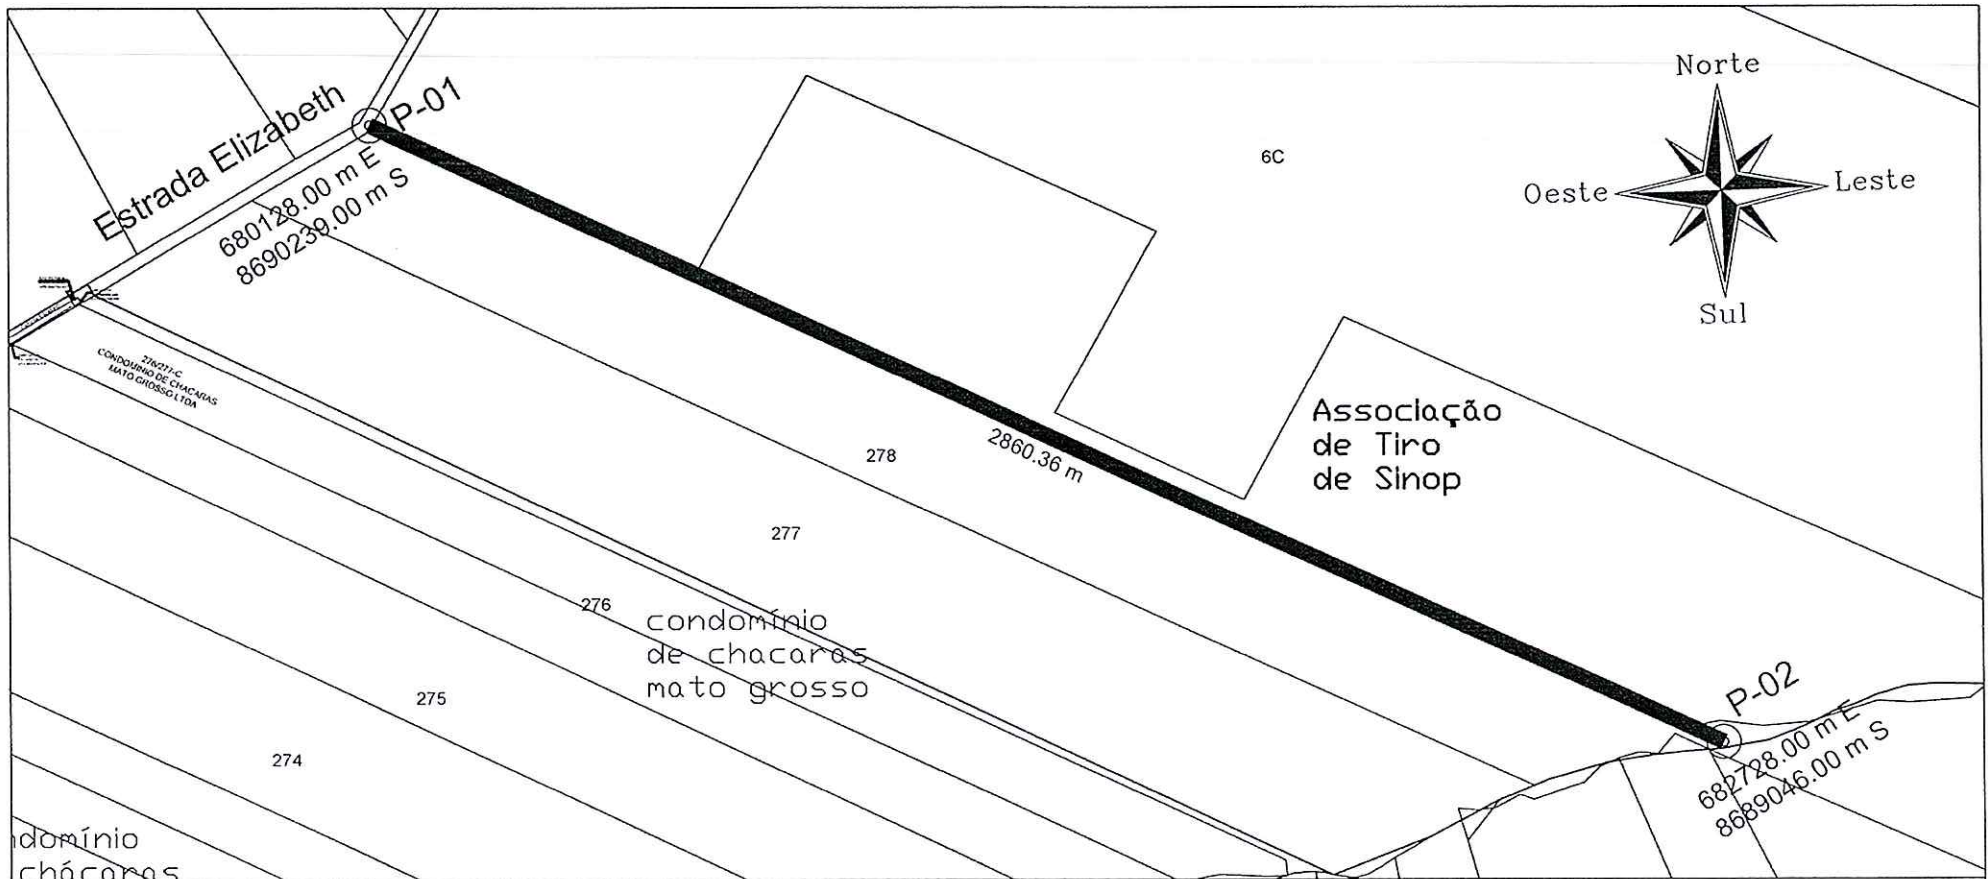 Norte
Oeste
Leste
Sul
Estrada Elizabeth
P-01
680128.00 m E
8690239.00 m S
6C
276/277-C
CONDOMINIO DE CHACARAS
MATO GROSSO LTDA
2860.36 m
Associação
de Tiro
de Sinop
278
277
276
condomínio
de chacaras
mato grosso
275
274
P-02
682728.00 m E
8689046.00 m S
ndomínio
chácaras